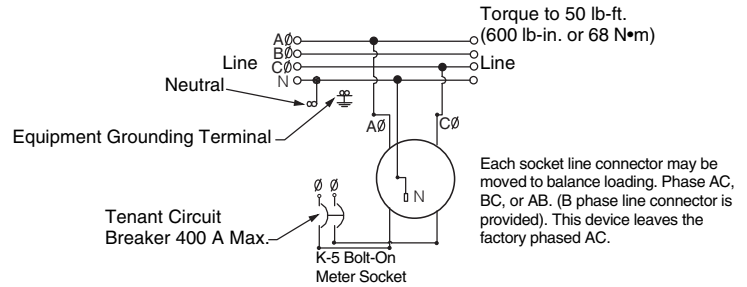 Torque to 50 lb-ft.
(600 lb-in. or 68 N•m)
AØ
BØ
CØ
N
Line
Line
Neutral
Equipment Grounding Terminal
AØ
CØ
N
Ø Ø
Tenant Circuit
Breaker 400 A Max.
K-5 Bolt-On
Meter Socket
Each socket line connector may be
moved to balance loading. Phase AC,
BC, or AB. (B phase line connector is
provided). This device leaves the
factory phased AC.